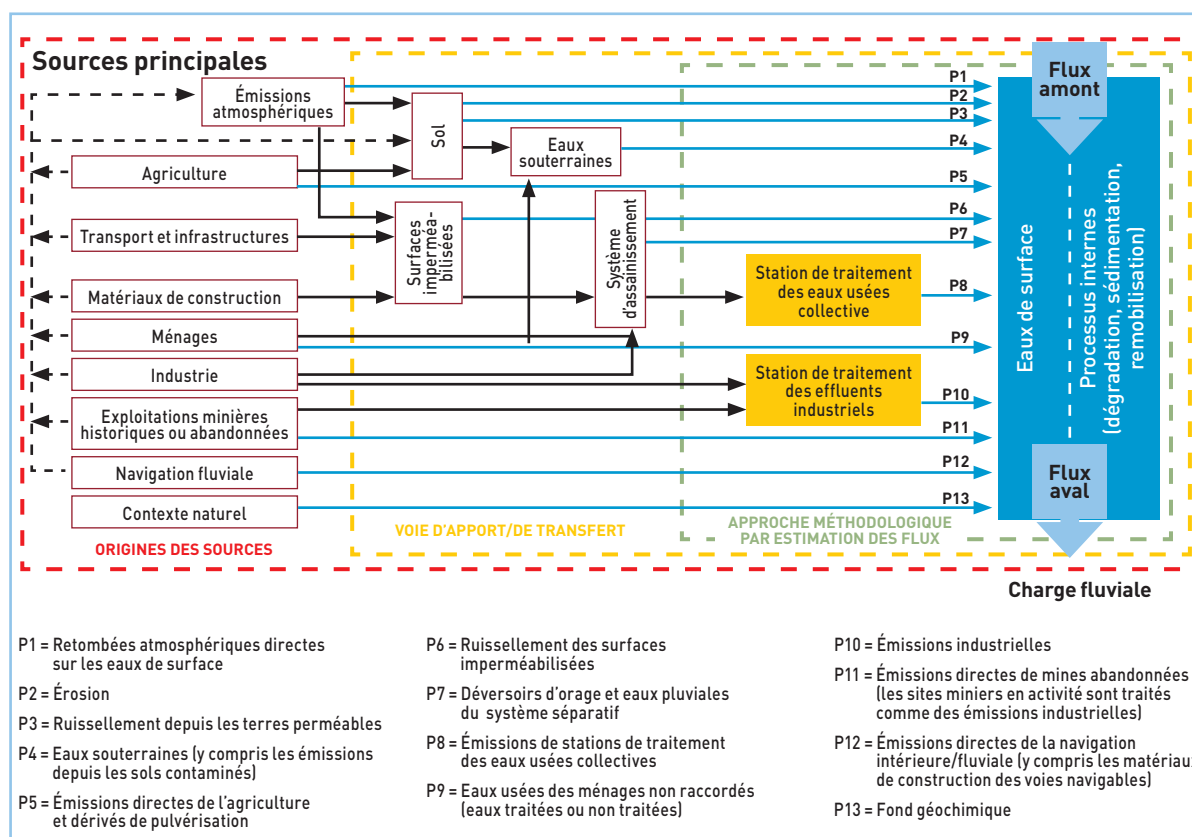 Sources principales
Émissions
atmosphériques
Sol
Eaux
souterraines
Agriculture
Transport et infrastructures
Surfaces
imperméa-
bilisées
Système
d'assainissement
Matériaux de construction
Station de traitement
des eaux usées
collective
Ménages
Industrie
Station de traitement
des effluents
industriels
Exploitations minières
historiques ou abandonnées
Navigation fluviale
Contexte naturel
P1
P2
P3
P4
P5
P6
P7
P8
P9
P10
P11
P12
P13
Flux
amont
Eaux de surface
Processus internes
(dégradation, sédimentation,
remobilisation)
Flux
aval
ORIGINES DES SOURCES
VOIE D'APPORT/DE TRANSFERT
APPROCHE MÉTHODOLOGIQUE
PAR ESTIMATION DES FLUX
Charge fluviale
P1 = Retombées atmosphériques directes
sur les eaux de surface
P2 = Érosion
P3 = Ruissellement depuis les terres perméables
P4 = Eaux souterraines (y compris les émissions
depuis les sols contaminés)
P5 = Émissions directes de l'agriculture
et dérivés de pulvérisation
P6 = Ruissellement des surfaces
imperméabilisées
P7 = Déversoirs d'orage et eaux pluviales
du système séparatif
P8 = Émissions de stations de traitement
des eaux usées collectives
P9 = Eaux usées des ménages non raccordés
(eaux traitées ou non traitées)
P10 = Émissions industrielles
P11 = Émissions directes de mines abandonnées
(les sites miniers en activité sont traités
comme des émissions industrielles)
P12 = Émissions directes de la navigation
intérieure/fluviale (y compris les matériaux
de construction des voies navigables)
P13 = Fond géochimique